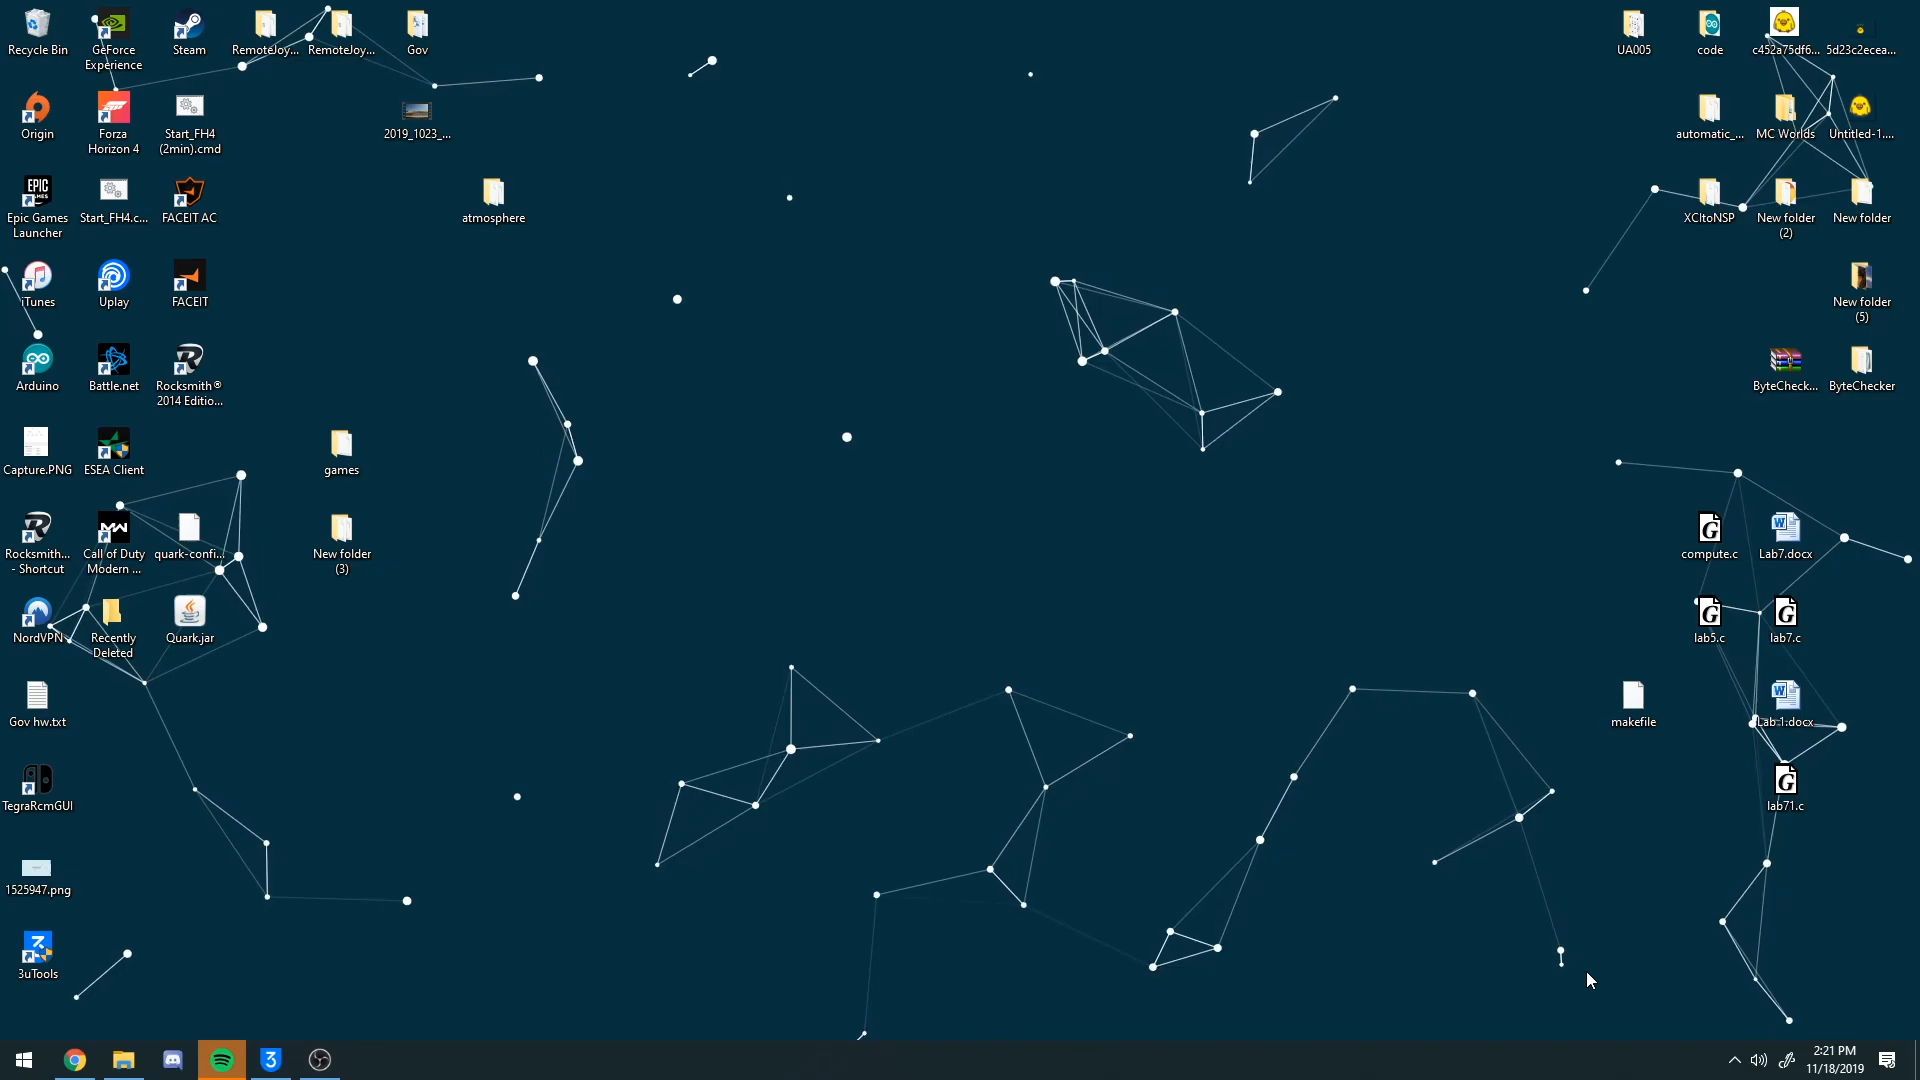 Recycle Bin
GeForce
Experience
Steam
RemoteJoy...
RemoteJoy...
Gov
UA005
code
c452a75df6...
5d23c2ecea...
Origin
Forza
Horizon 4
Start_FH4
(2min).cmd
2019_1023_...
automatic_...
MC Worlds
Untitled-1....
EPIC
GAMES
Epic Games
Launcher
Start_FH4.c...
FACEIT AC
atmosphere
XCItoNSP
New folder
(2)
New folder
iTunes
Uplay
FACEIT
New folder
(5)
Arduino
Battle.net
Rocksmith®
2014 Editio...
ByteCheck...
ByteChecker
Capture.PNG
ESEA Client
games
Rocksmith...
- Shortcut
Call of Duty
Modern ...
quark-confi...
New folder
(3)
compute.c
Lab7.docx
NordVPN
Recently
Deleted
Quark.jar
lab5.c
lab7.c
Gov hw.txt
makefile
Lab 1.docx
TegraRcmGUI
lab71.c
1525947.png
3uTools
2:21 PM
11/18/2019